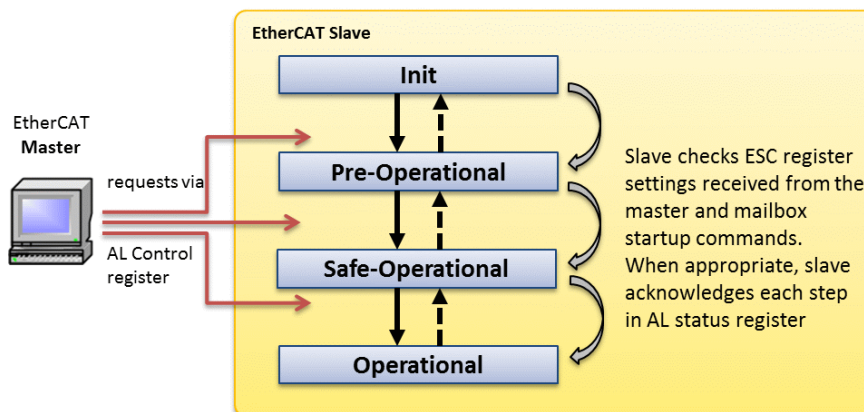 EtherCAT Slave
Init
EtherCAT
Master
requests via
Pre-Operational
AL Control
register
Safe-Operational
Operational
Slave checks ESC register
settings received from the
master and mailbox
startup commands.
When appropriate, slave
acknowledges each step
in AL status register